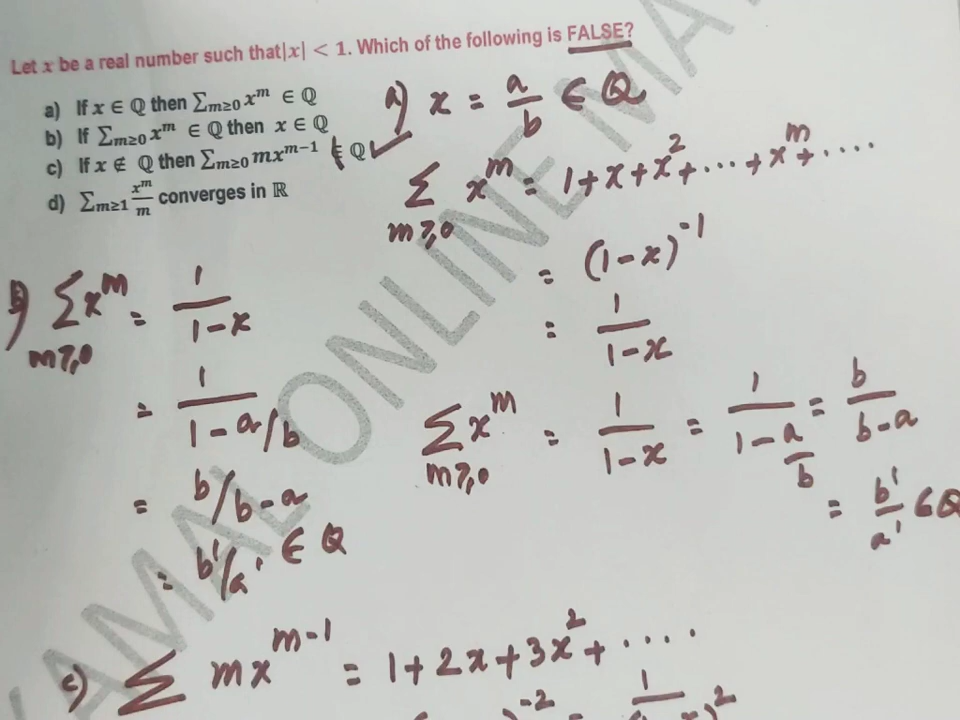 Let x be a real number such that|x| < 1. Which of the following is FALSE?
a) If x ∈ ℚ then ∑m≥0 x^m ∈ ℚ
b) If ∑m≥0 x^m ∈ ℚ then x ∈ ℚ
c) If x ∉ ℚ then ∑m≥0 mx^(m−1) ∉ ℚ ✓
d) ∑m≥1 x^m/m converges in ℝ
a) x = a/b ∈ ℚ
∑m≥0 x^m = 1+x+x^2+...+x^m+....
= (1-x)^-1
= 1/(1-x)
∑m≥0 x^m = 1/(1-x) = 1/(1-a/b) = b/(b-a)
= b'/a' ∈ ℚ
b) ∑m≥0 x^m = 1/(1-x)
= 1/(1-a/b)
= b/b-a
= b'/a' ∈ ℚ
c) ∑ mx^(m-1) = 1+2x+3x^2+....